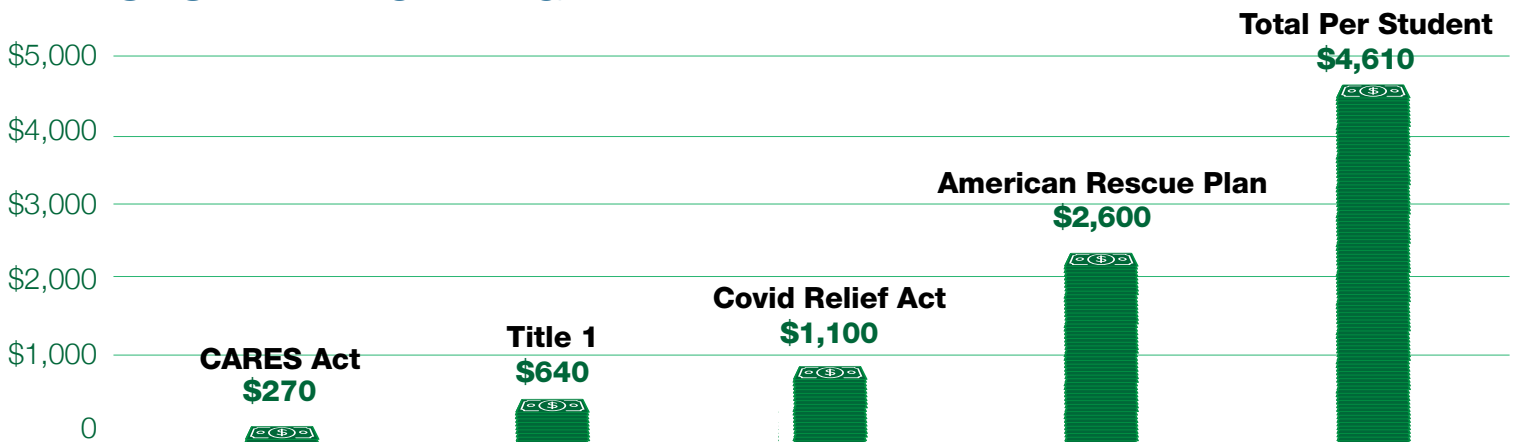 Total Per Student
$4,610
$5,000
$4,000
American Rescue Plan
$2,600
$3,000
$2,000
Covid Relief Act
$1,100
Title 1
$640
$1,000
CARES Act
$270
0